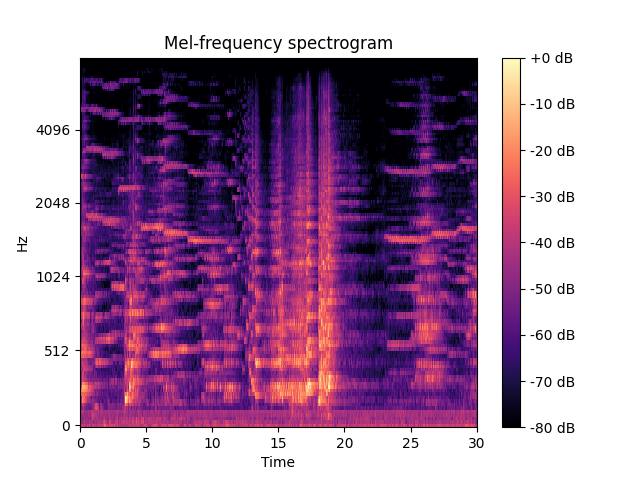 Mel-frequency spectrogram
Hz
4096
2048
1024
512
0
0 5 10 15 20 25 30
Time
+0 dB
-10 dB
-20 dB
-30 dB
-40 dB
-50 dB
-60 dB
-70 dB
-80 dB